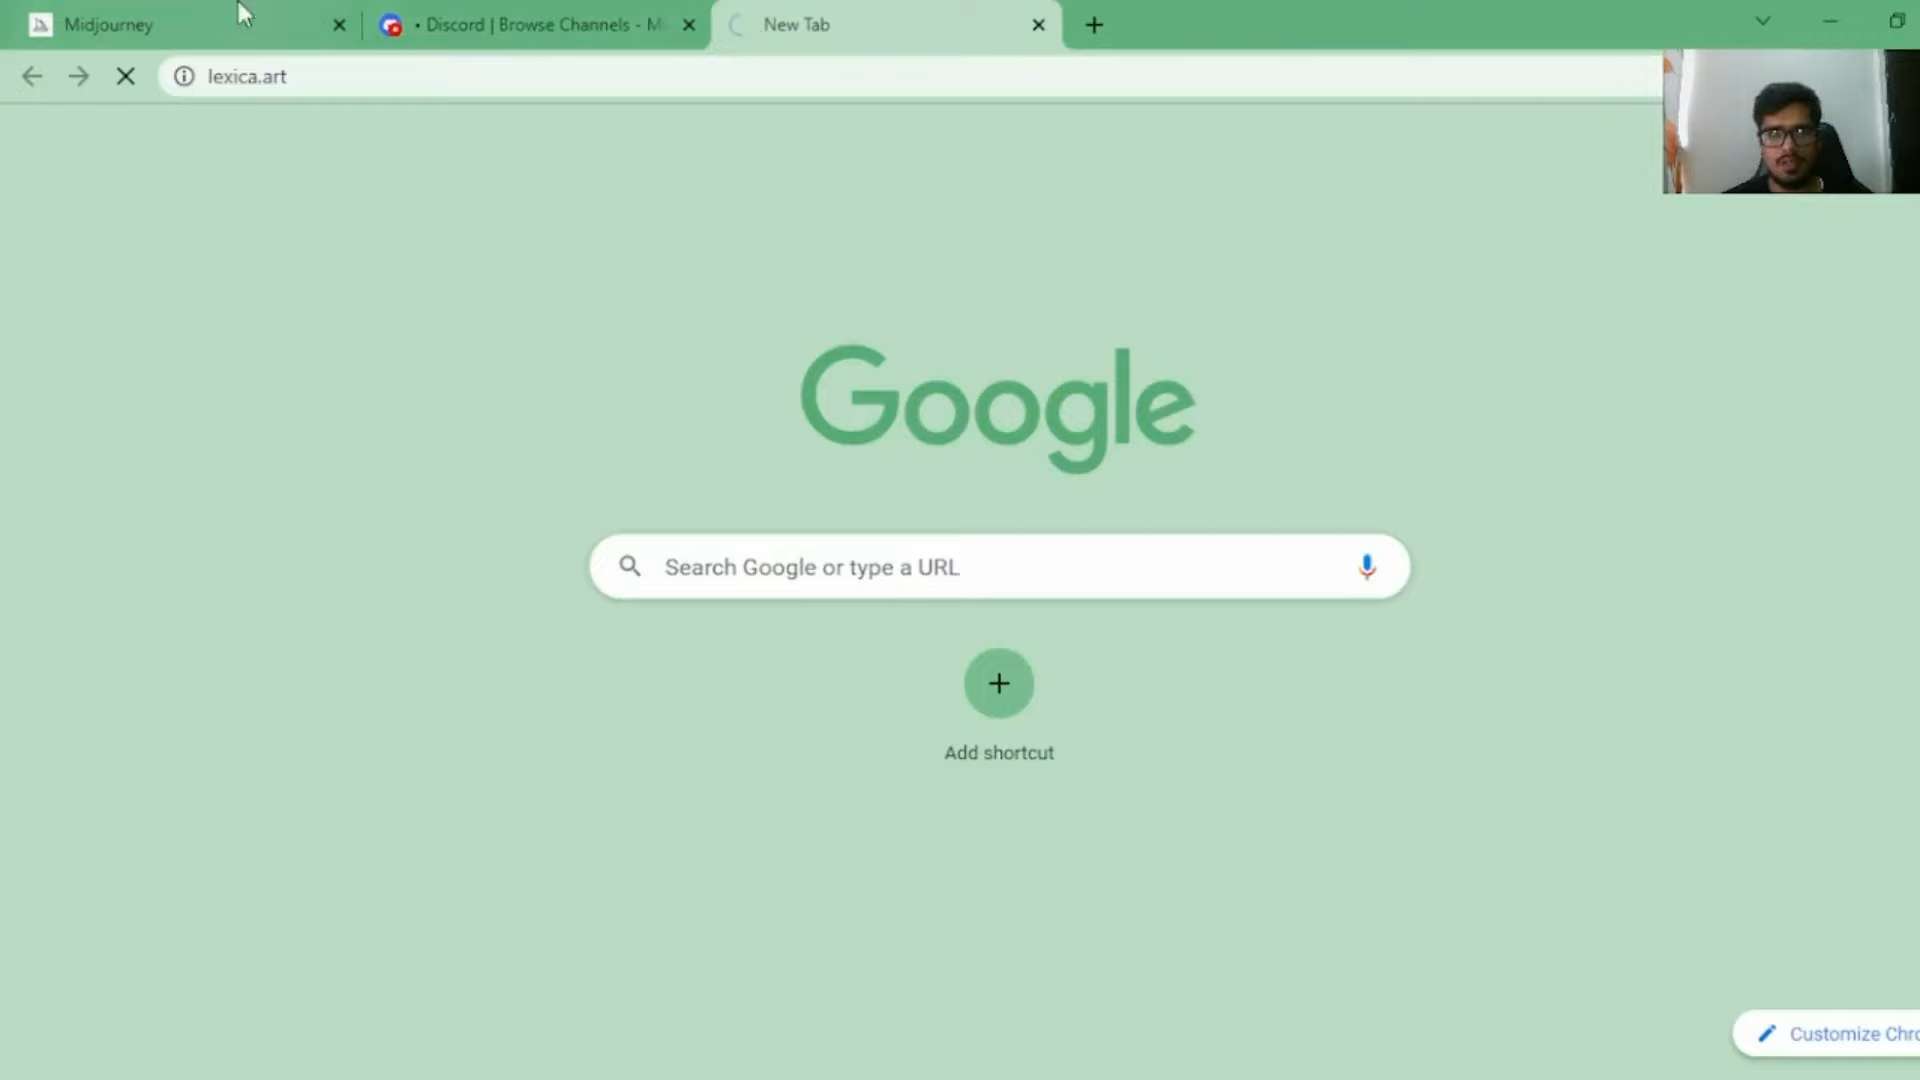 Midjourney
• Discord | Browse Channels - M
New Tab
lexica.art
Google
Search Google or type a URL
Add shortcut
Customize Chro